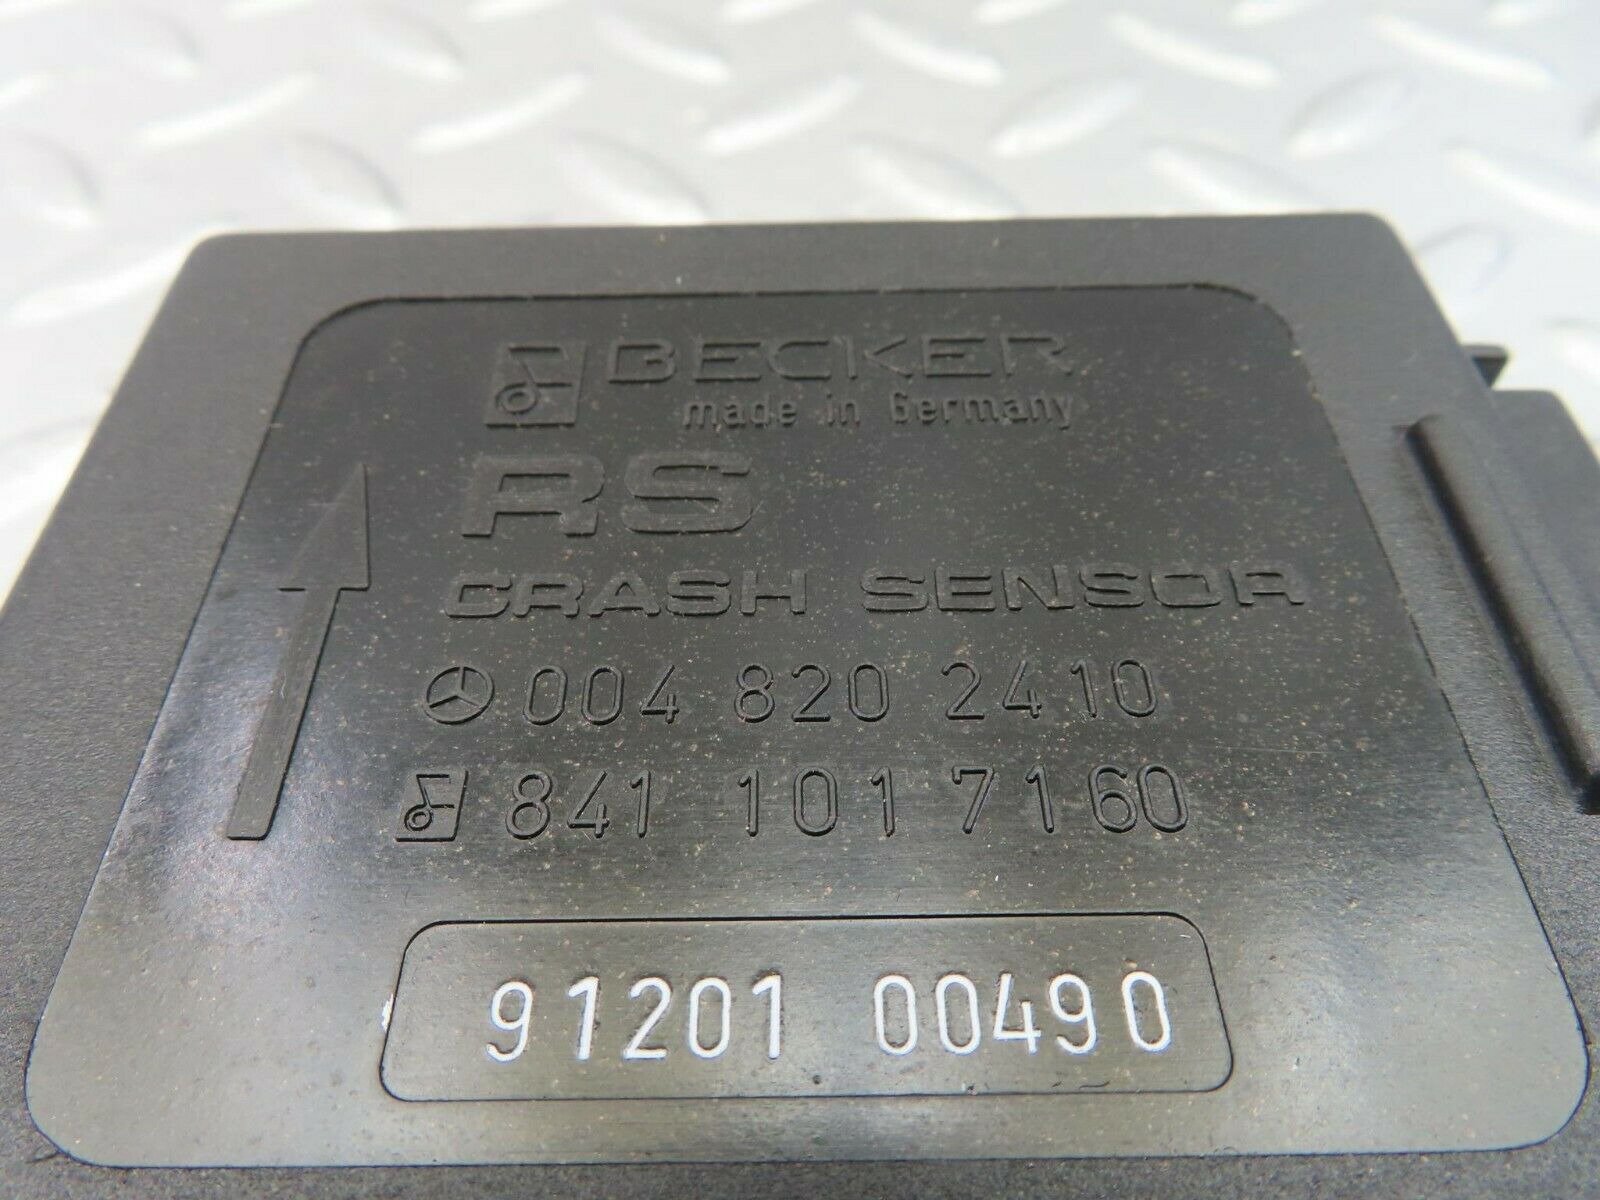 BECKER
made in Germany
RS
CRASH SENSOR
004 820 2410
841 101 7160
91201 00490